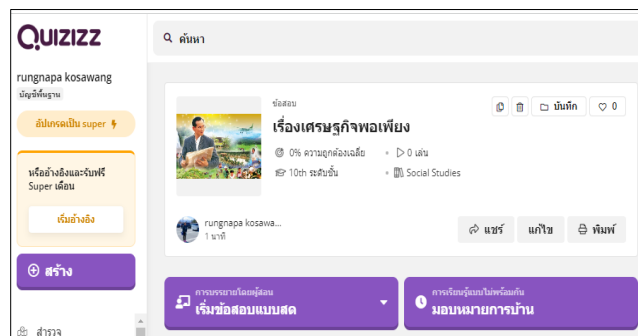 QUIZIZZ
ค้นหา
rungnapa kosawang
บัญชีพื้นฐาน
อัปเกรดเป็น super
หรืออ้างอิงและรับฟรี
Super เดือน
เริ่มอ้างอิง
สร้าง
สำรวจ
ข้อสอบ
บันทึก
0
เรื่องเศรษฐกิจพอเพียง
0% ความถูกต้องเฉลี่ย
0 เล่น
10th ระดับชั้น
Social Studies
rungnapa kosawa...
1 นาที
แชร์
แก้ไข
พิมพ์
การบรรยายโดยผู้สอน
เริ่มข้อสอบแบบสด
การเรียนรู้แบบไม่พร้อมกัน
มอบหมายการบ้าน